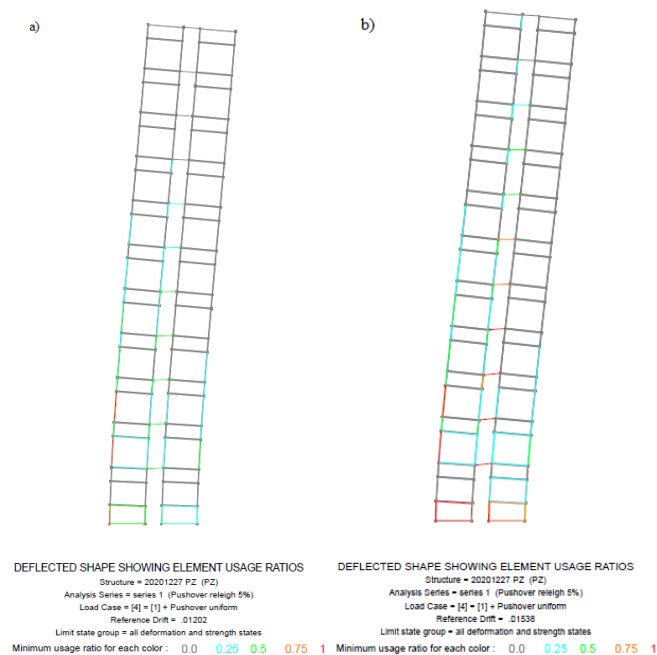 a)
b)
DEFLECTED SHAPE SHOWING ELEMENT USAGE RATIOS
Structure = 20201227 PZ (PZ)
Analysis Series = series 1 (Pushover releigh 5%)
Load Case = [4] = [1] + Pushover uniform
Reference Drift = .01202
Limit state group = all deformation and strength states
Minimum usage ratio for each color : 0.0 0.25 0.5 0.75 1
DEFLECTED SHAPE SHOWING ELEMENT USAGE RATIOS
Structure = 20201227 PZ (PZ)
Analysis Series = series 1 (Pushover releigh 5%)
Load Case = [4] = [1] + Pushover uniform
Reference Drift = .01538
Limit state group = all deformation and strength states
Minimum usage ratio for each color : 0.0 0.25 0.5 0.75 1